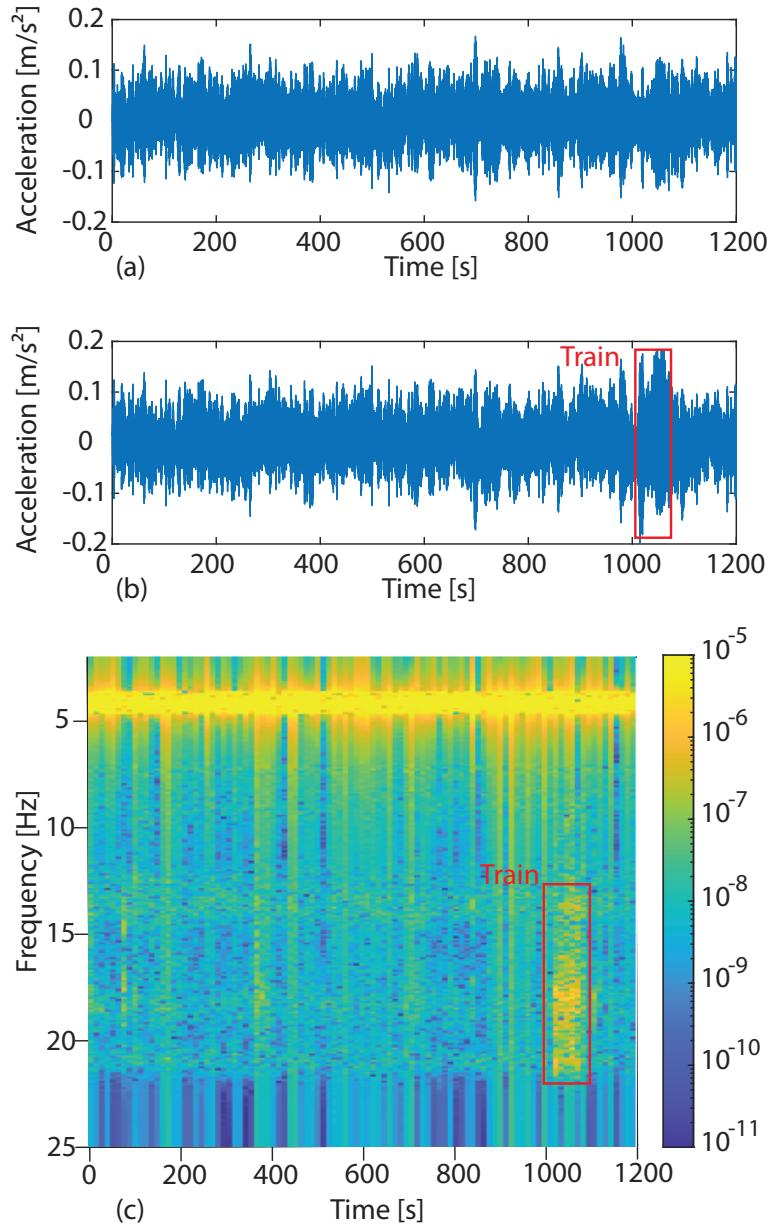 Acceleration [m/s²]
0.2
0.1
0
-0.1
-0.2
0 200 400 600 800 1000 1200
(a) Time [s]
Acceleration [m/s²]
0.2
0.1
0
-0.1
-0.2
Train
0 200 400 600 800 1000 1200
(b) Time [s]
Frequency [Hz]
5
10
15
20
25
Train
0 200 400 600 800 1000 1200
(c) Time [s]
10⁻⁵
10⁻⁶
10⁻⁷
10⁻⁸
10⁻⁹
10⁻¹⁰
10⁻¹¹